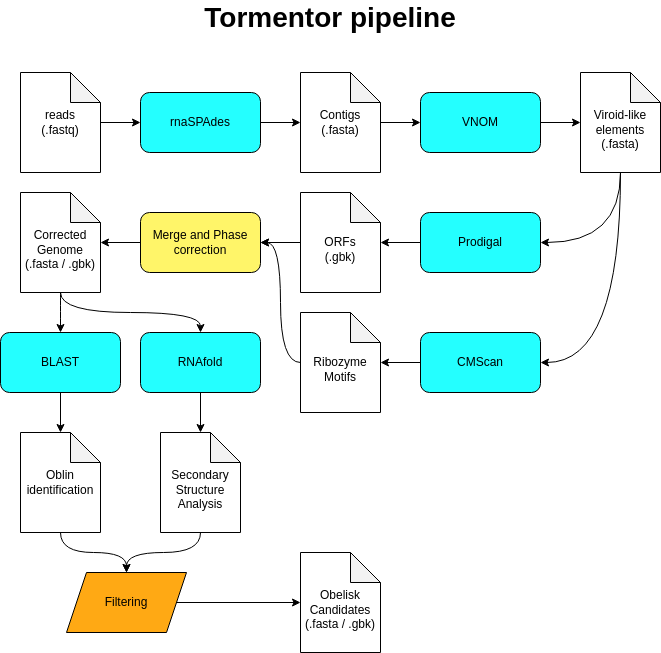 Tormentor pipeline
reads
(.fastq)
rnaSPAdes
Contigs
(.fasta)
VNOM
Viroid-like
elements
(.fasta)
Corrected
Genome
(.fasta / .gbk)
Merge and Phase
correction
ORFs
(.gbk)
Prodigal
BLAST
RNAfold
Ribozyme
Motifs
CMScan
Oblin
identification
Secondary
Structure
Analysis
Filtering
Obelisk
Candidates
(.fasta / .gbk)